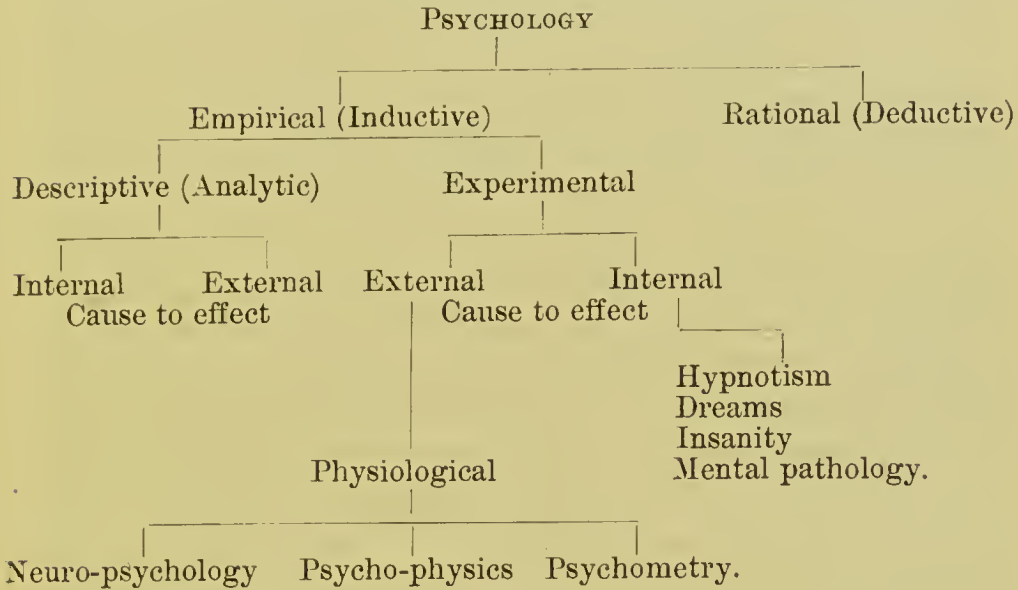 PSYCHOLOGY
Empirical (Inductive) Rational (Deductive)
Descriptive (Analytic) Experimental
Internal External External Internal
Cause to effect Cause to effect
Hypnotism
Dreams
Insanity
Mental pathology.
Physiological
Neuro-psychology Psycho-physics Psychometry.